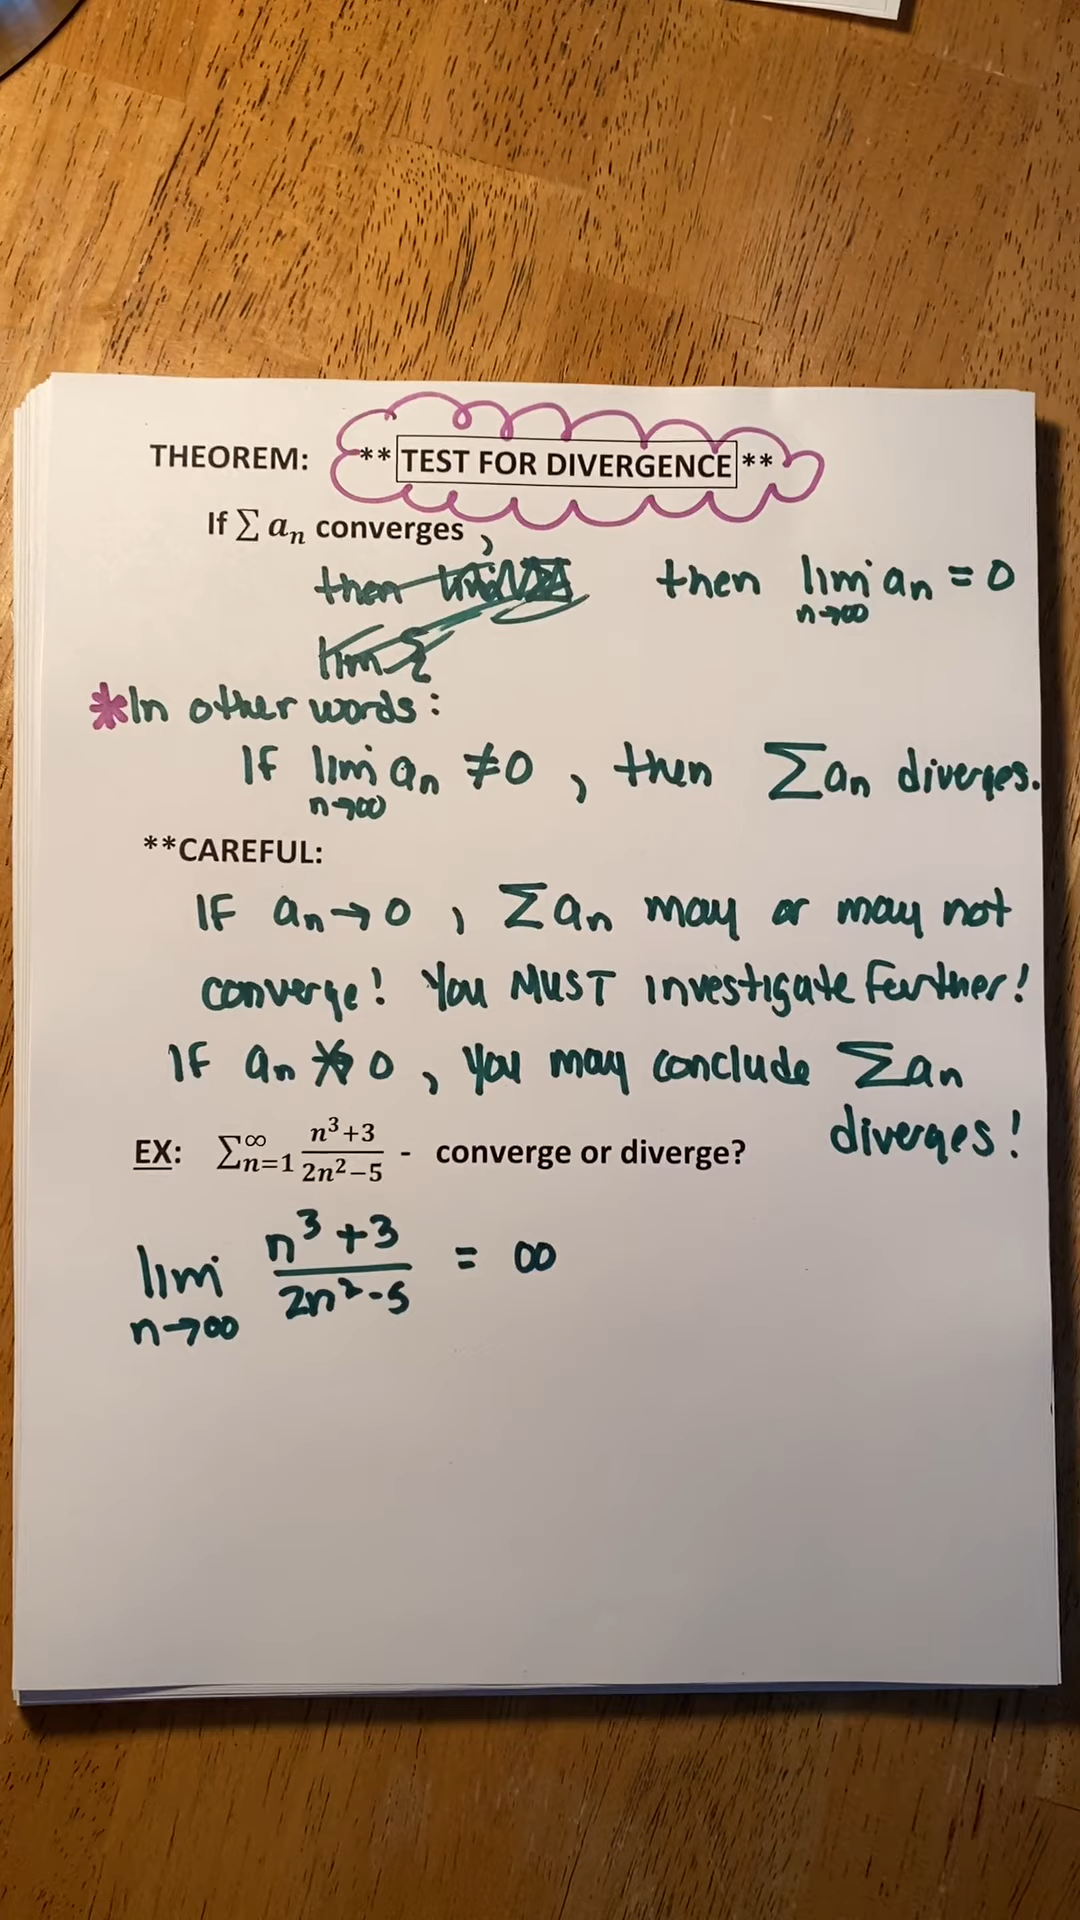 THEOREM: ** TEST FOR DIVERGENCE **
If ∑ aₙ converges ,
then lim aₙ = 0
n→∞
lim ∑
*In other words:
If lim aₙ ≠ 0 , then ∑aₙ diverges.
n→∞
**CAREFUL:
IF aₙ → 0 , ∑aₙ may or may not
converge! You MUST investigate further!
IF aₙ ↛ 0 , you may conclude ∑aₙ
diverges!
EX: ∑ₙ₌₁^∞ (n³+3)/(2n²−5) - converge or diverge?
lim (n³+3)/(2n²-5) = ∞
n→∞